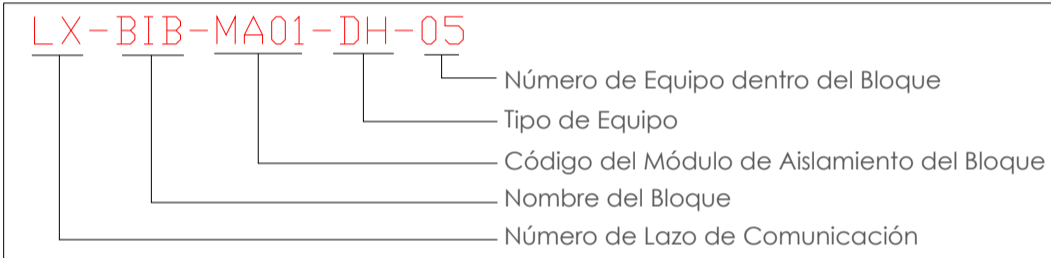 LX-BIB-MA01-DH-05
Número de Equipo dentro del Bloque
Tipo de Equipo
Código del Módulo de Aislamiento del Bloque
Nombre del Bloque
Número de Lazo de Comunicación